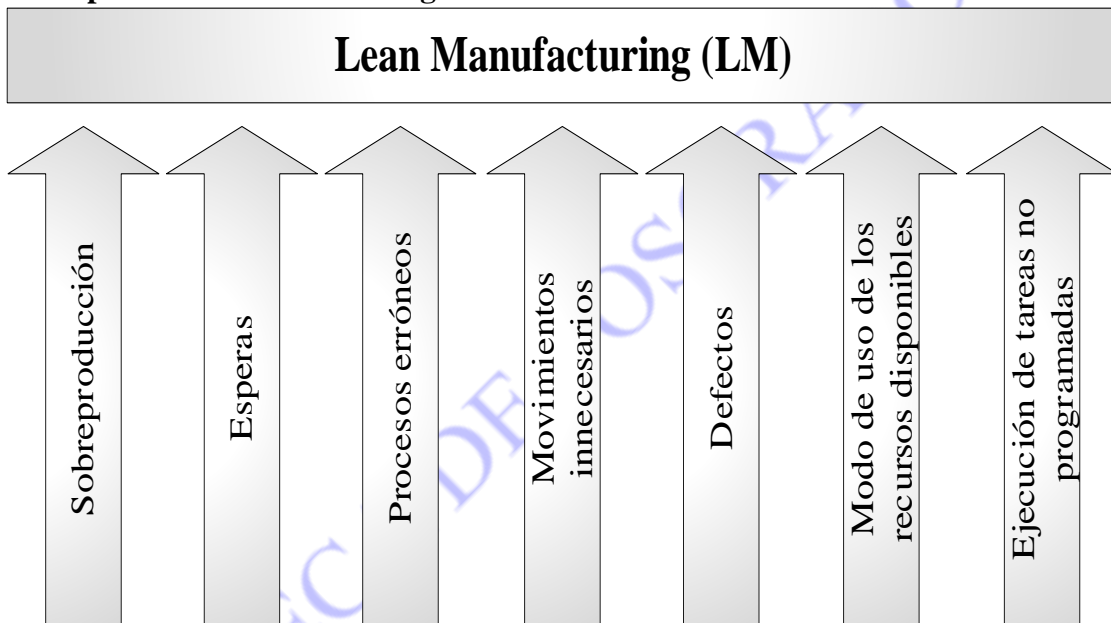 Lean Manufacturing (LM)
Sobreproducción
Esperas
Procesos erróneos
Movimientos
innecesarios
Defectos
Modo de uso de los
recursos disponibles
Ejecución de tareas no
programadas